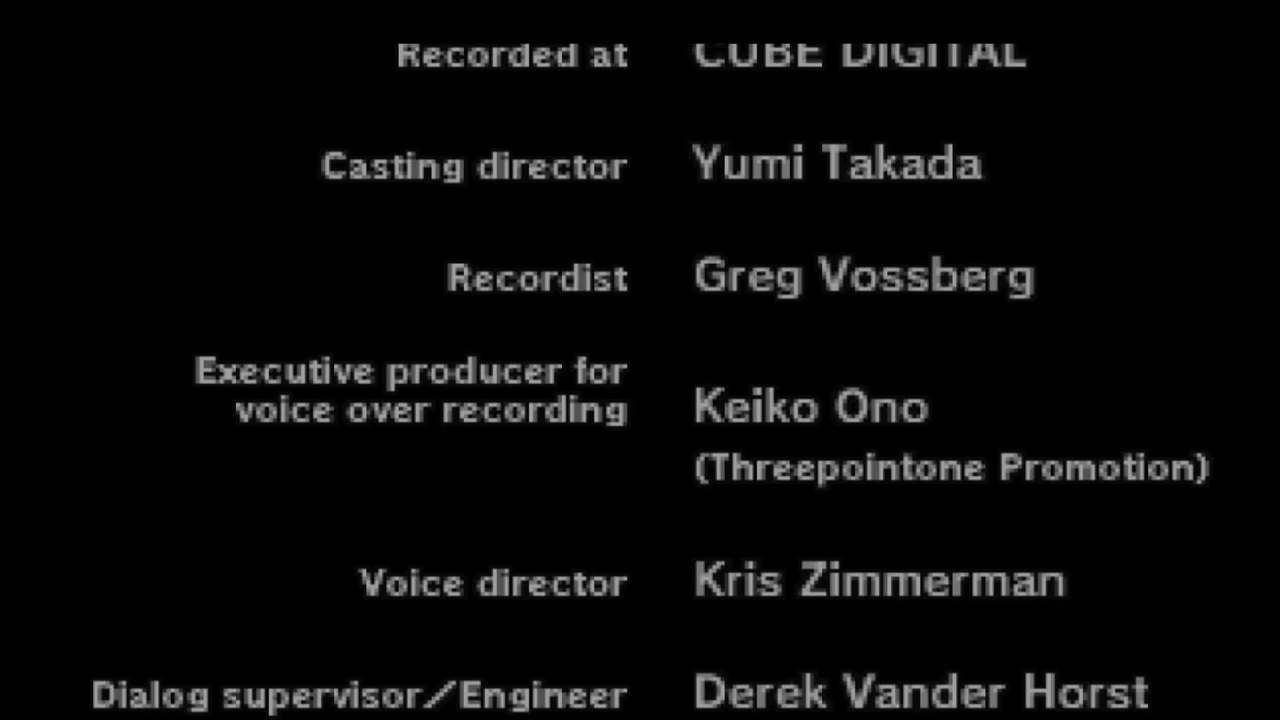 Recorded at CUBE DIGITAL
Casting director Yumi Takada
Recordist Greg Vossberg
Executive producer for
voice over recording Keiko Ono
(Threepointone Promotion)
Voice director Kris Zimmerman
Dialog supervisor/Engineer Derek Vander Horst